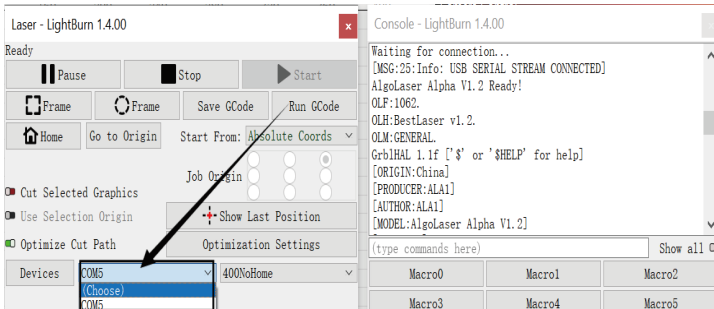 Laser - LightBurn 1.4.00
x
Ready
Pause
Stop
Start
Frame
Frame
Save GCode
Run GCode
Home
Go to Origin
Start From:
Absolute Coords
Job Origin
Cut Selected Graphics
Use Selection Origin
Show Last Position
Optimize Cut Path
Optimization Settings
Devices
COM5
400NoHome
(Choose)
COM5
Console - LightBurn 1.4.00
Waiting for connection...
[MSG:25:Info: USB SERIAL STREAM CONNECTED]
AlgoLaser Alpha V1.2 Ready!
OLF:1062.
OLH:BestLaser v1.2.
OLM:GENERAL.
GrblHAL 1.1f ['$' or '$HELP' for help]
[ORIGIN:China]
[PRODUCER:ALA1]
[AUTHOR:ALA1]
[MODEL:AlgoLaser Alpha V1.2]
(type commands here)
Show all
Macro0
Macro1
Macro2
Macro3
Macro4
Macro5